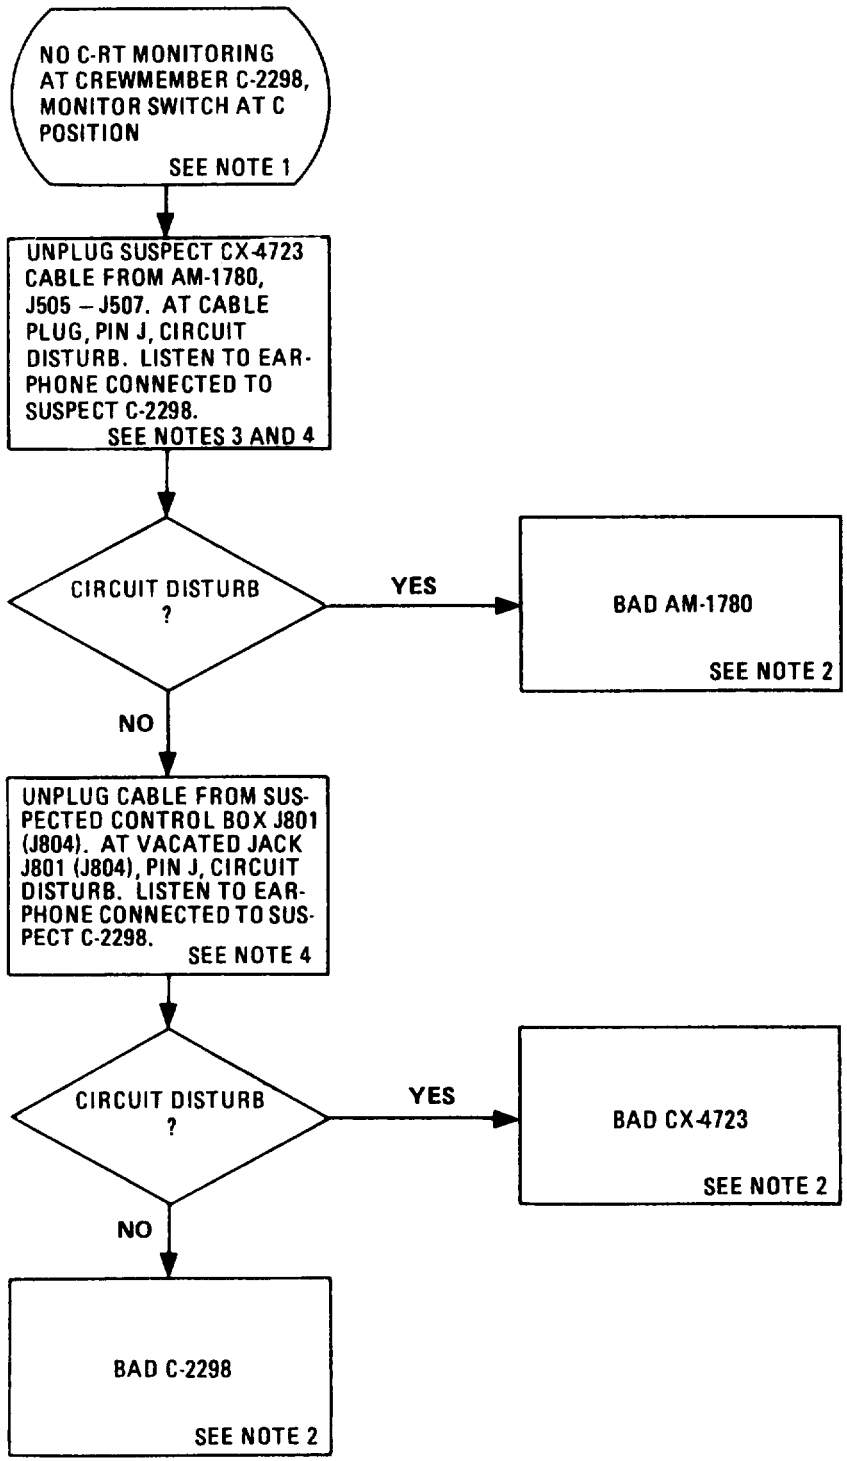 NO C-RT MONITORING
AT CREWMEMBER C-2298,
MONITOR SWITCH AT C
POSITION
SEE NOTE 1
UNPLUG SUSPECT CX-4723
CABLE FROM AM-1780,
J505 – J507. AT CABLE
PLUG, PIN J, CIRCUIT
DISTURB. LISTEN TO EAR-
PHONE CONNECTED TO
SUSPECT C-2298.
SEE NOTES 3 AND 4
CIRCUIT DISTURB
?
YES
BAD AM-1780
SEE NOTE 2
NO
UNPLUG CABLE FROM SUS-
PECTED CONTROL BOX J801
(J804). AT VACATED JACK
J801 (J804), PIN J, CIRCUIT
DISTURB. LISTEN TO EAR-
PHONE CONNECTED TO SUS-
PECT C-2298.
SEE NOTE 4
CIRCUIT DISTURB
?
YES
BAD CX-4723
SEE NOTE 2
NO
BAD C-2298
SEE NOTE 2